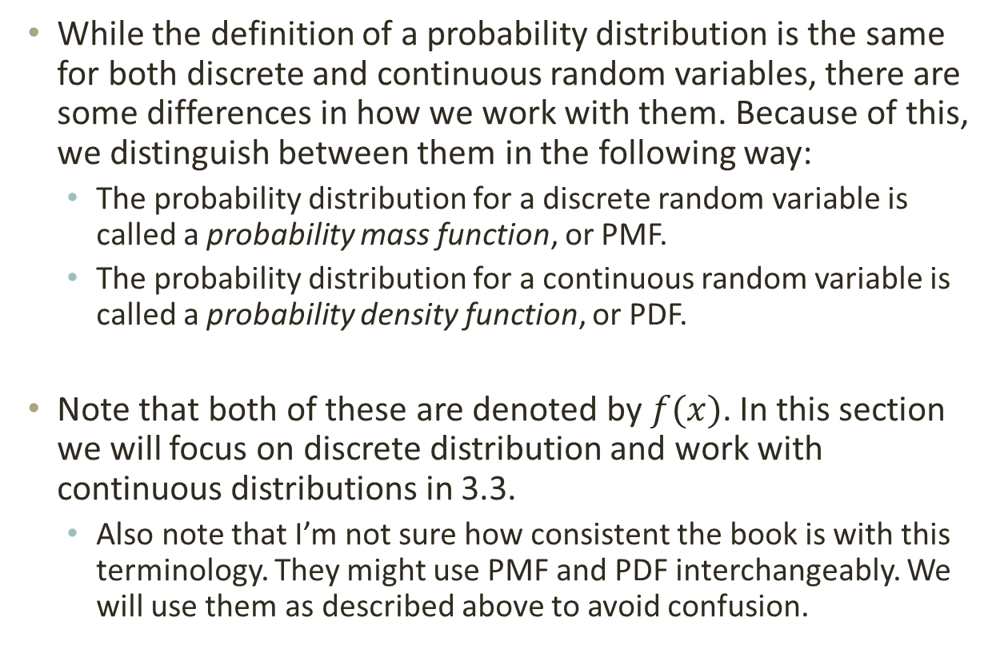 • While the definition of a probability distribution is the same
for both discrete and continuous random variables, there are
some differences in how we work with them. Because of this,
we distinguish between them in the following way:
• The probability distribution for a discrete random variable is
called a probability mass function, or PMF.
• The probability distribution for a continuous random variable is
called a probability density function, or PDF.
• Note that both of these are denoted by f(x). In this section
we will focus on discrete distribution and work with
continuous distributions in 3.3.
• Also note that I’m not sure how consistent the book is with this
terminology. They might use PMF and PDF interchangeably. We
will use them as described above to avoid confusion.